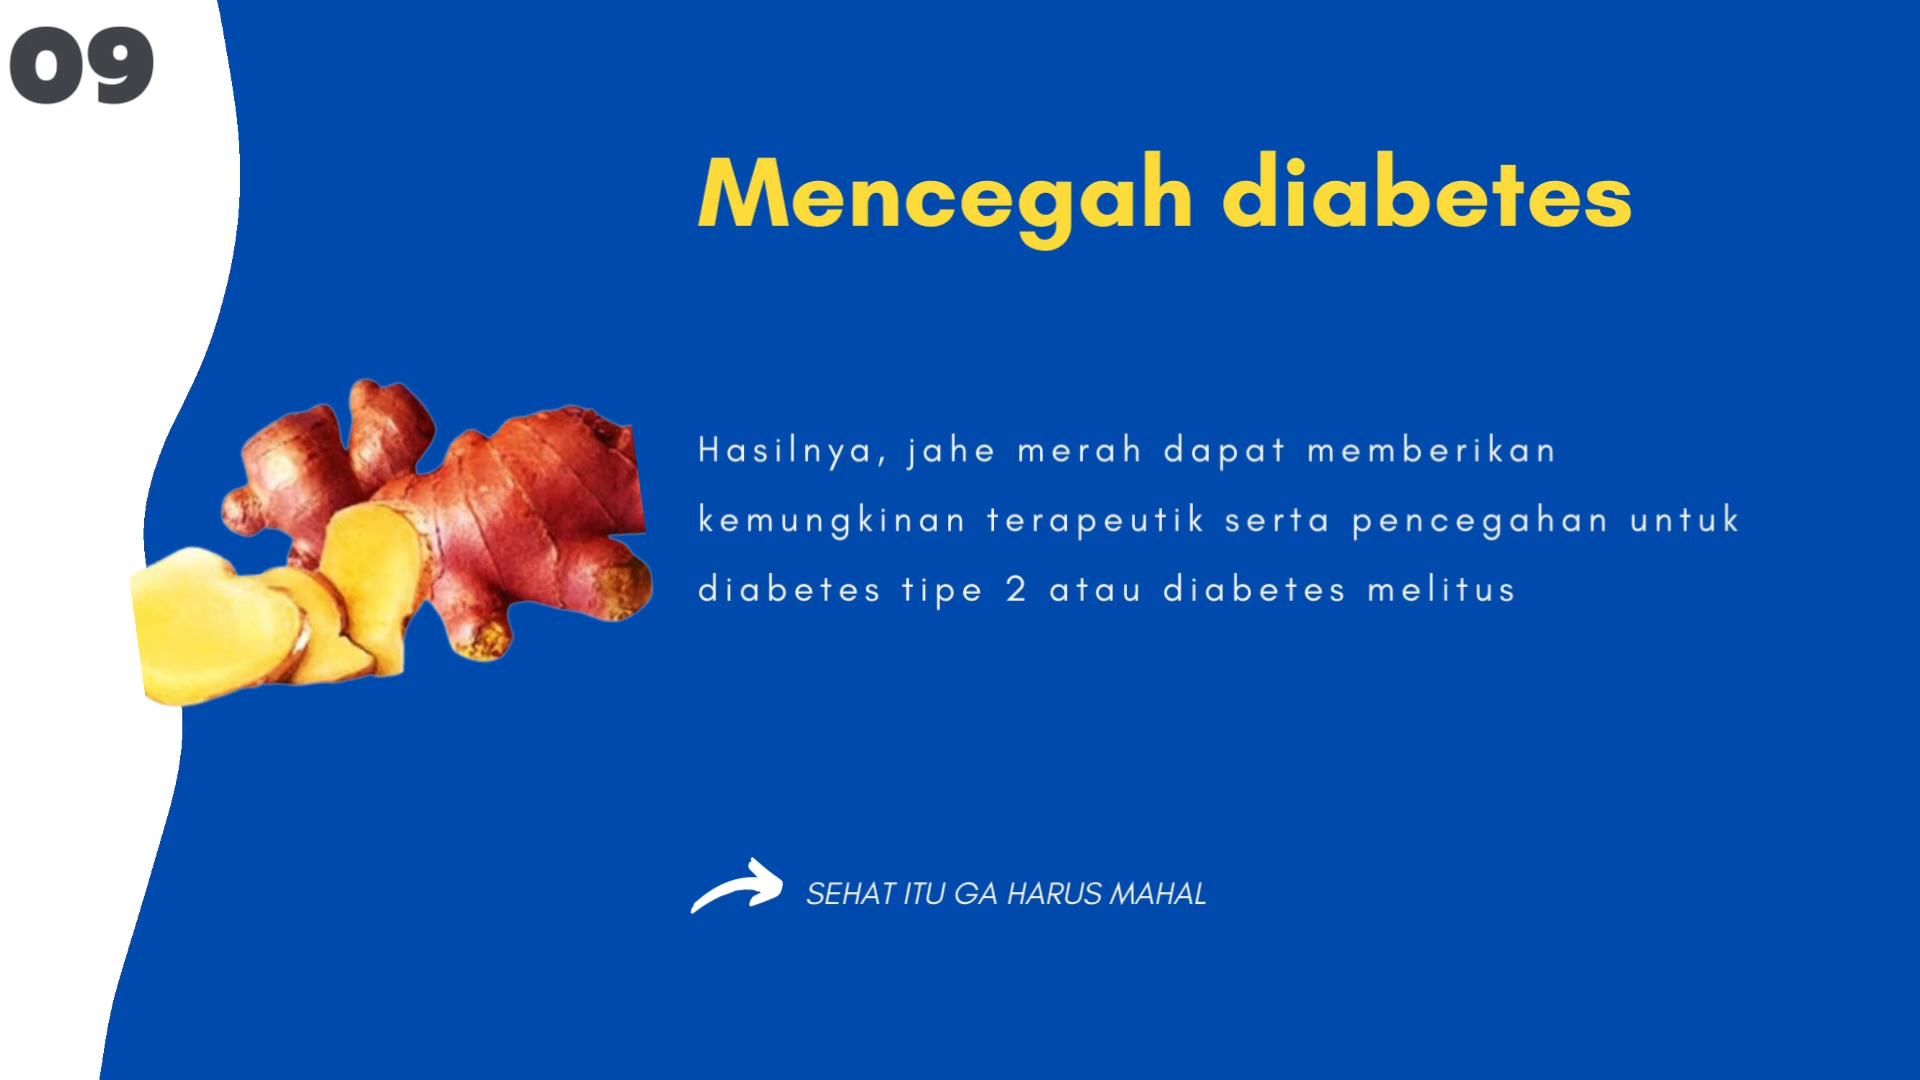 09
Mencegah diabetes
Hasilnya, jahe merah dapat memberikan
kemungkinan terapeutik serta pencegahan untuk
diabetes tipe 2 atau diabetes melitus
SEHAT ITU GA HARUS MAHAL